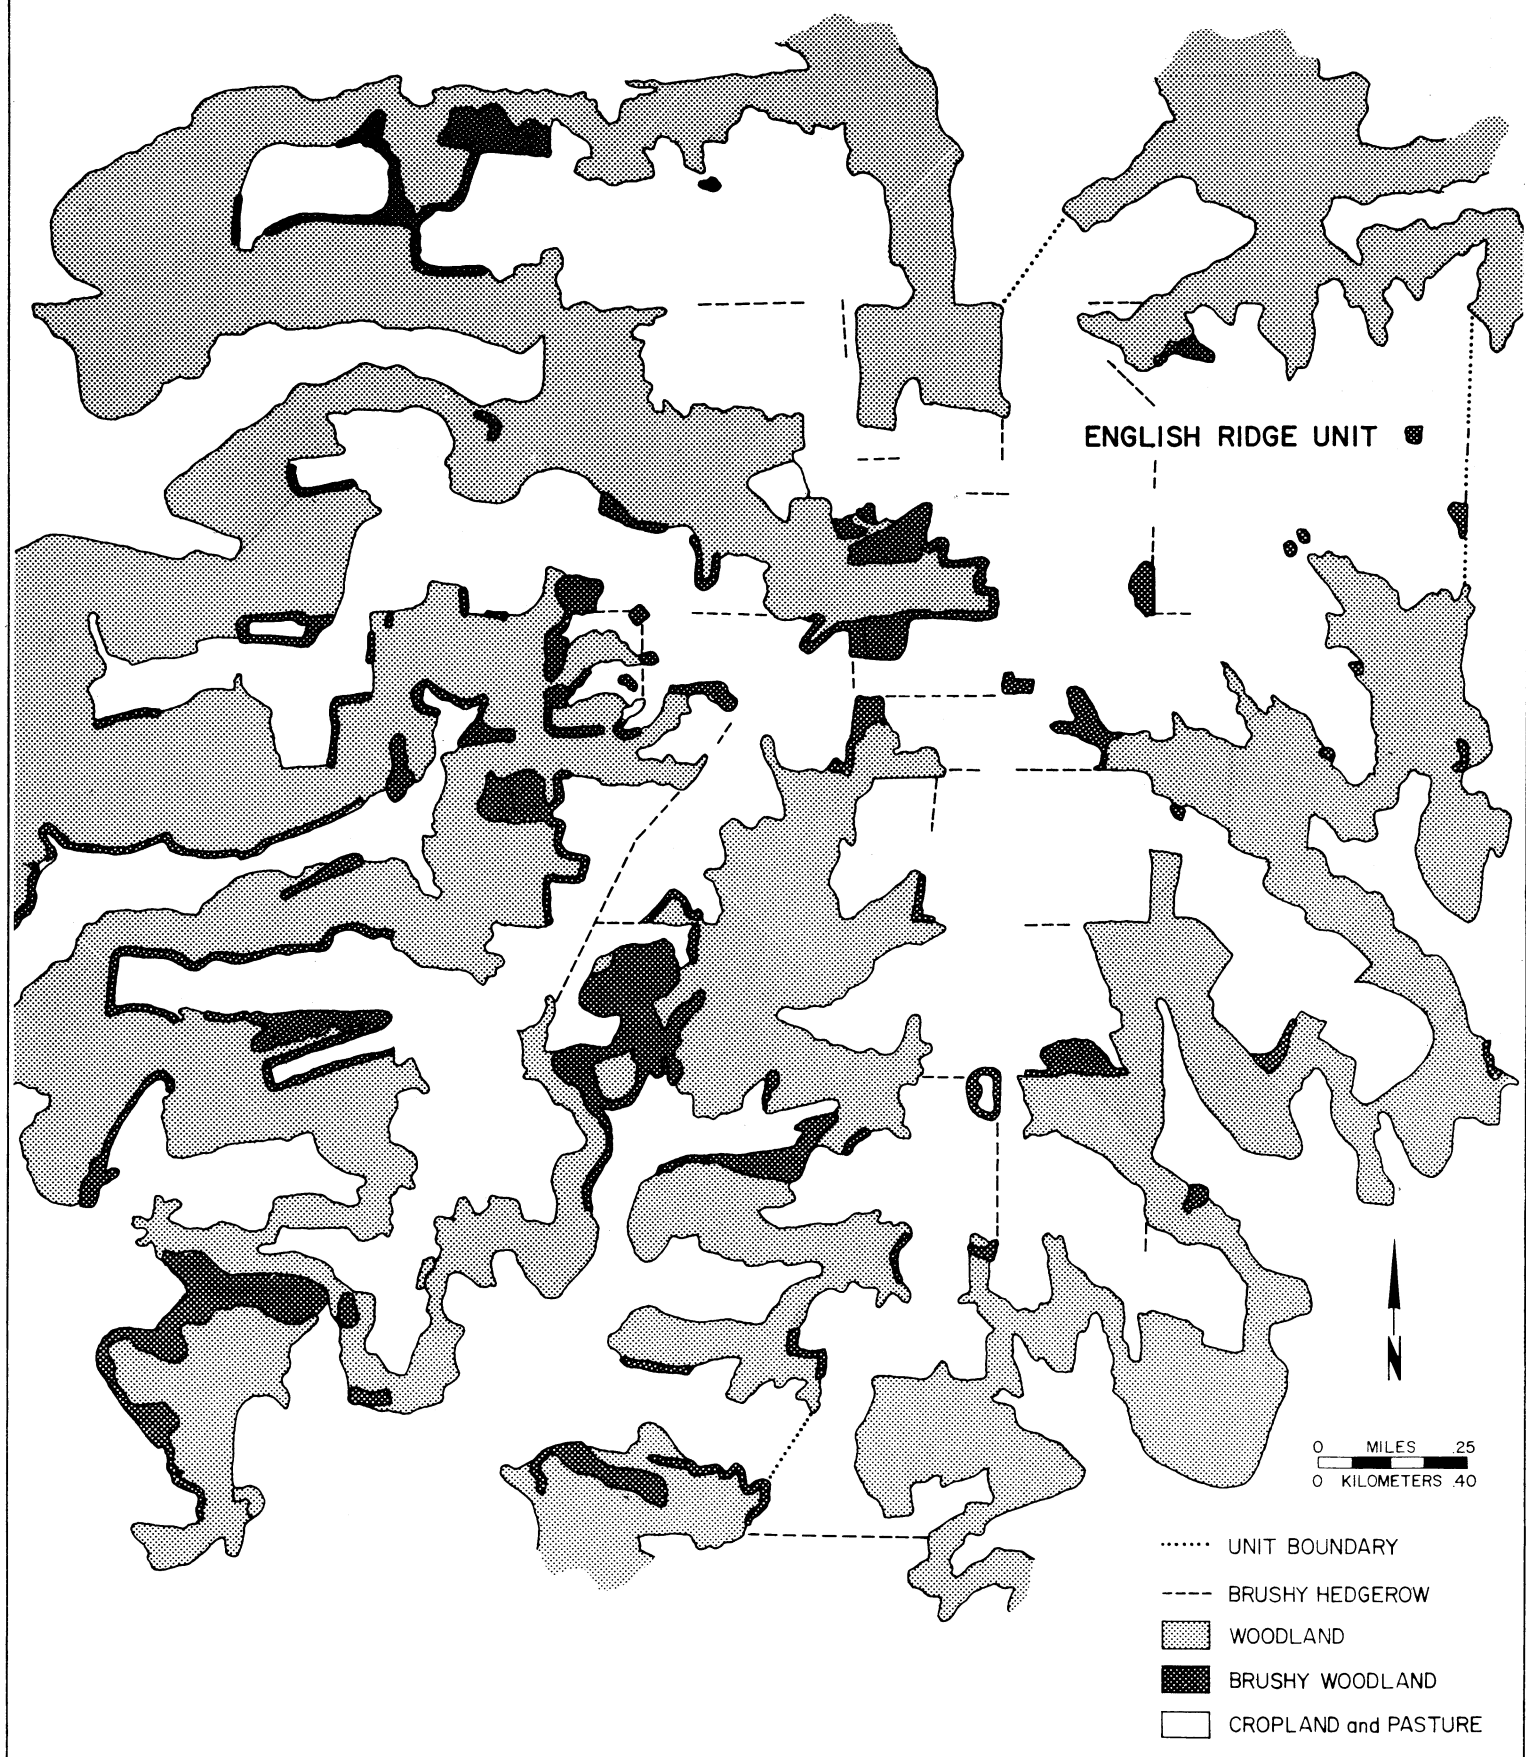 ENGLISH RIDGE UNIT
N
0 MILES .25
0 KILOMETERS .40
UNIT BOUNDARY
BRUSHY HEDGEROW
WOODLAND
BRUSHY WOODLAND
CROPLAND and PASTURE